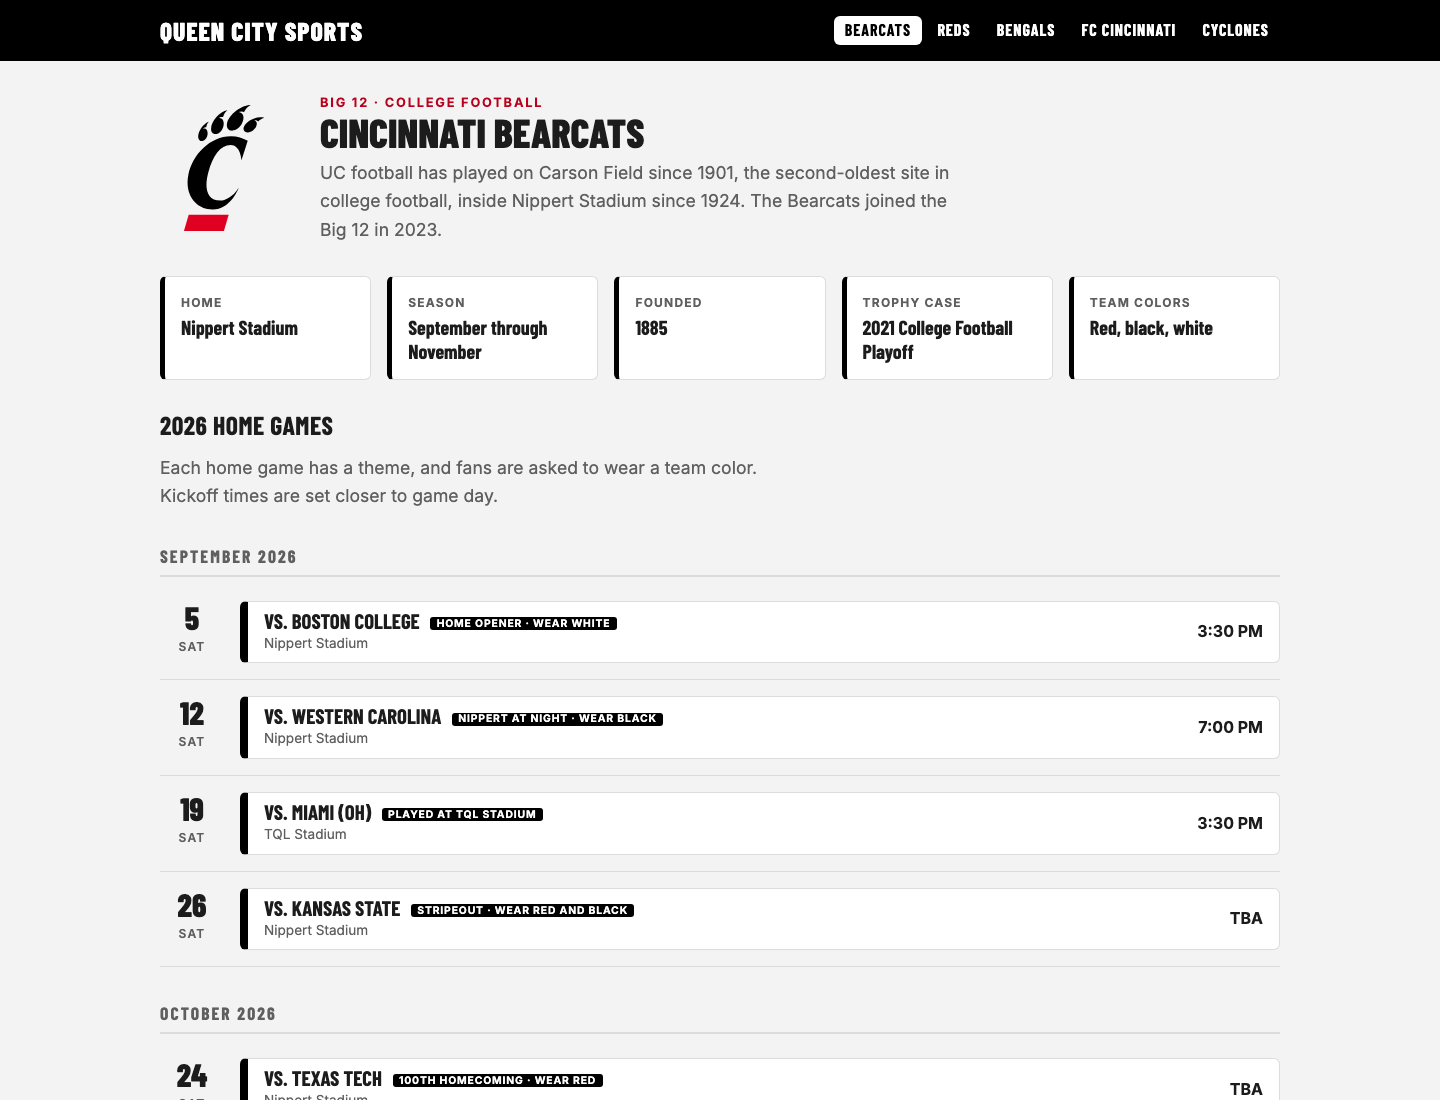 QUEEN CITY SPORTS
BEARCATS
REDS
BENGALS
FC CINCINNATI
CYCLONES
C
BIG 12 · COLLEGE FOOTBALL
CINCINNATI BEARCATS
UC football has played on Carson Field since 1901, the second-oldest site in
college football, inside Nippert Stadium since 1924. The Bearcats joined the
Big 12 in 2023.
HOME
Nippert Stadium
SEASON
September through
November
FOUNDED
1885
TROPHY CASE
2021 College Football
Playoff
TEAM COLORS
Red, black, white
2026 HOME GAMES
Each home game has a theme, and fans are asked to wear a team color.
Kickoff times are set closer to game day.
SEPTEMBER 2026
5
SAT
VS. BOSTON COLLEGE HOME OPENER · WEAR WHITE
Nippert Stadium
3:30 PM
12
SAT
VS. WESTERN CAROLINA NIPPERT AT NIGHT · WEAR BLACK
Nippert Stadium
7:00 PM
19
SAT
VS. MIAMI (OH) PLAYED AT TQL STADIUM
TQL Stadium
3:30 PM
26
SAT
VS. KANSAS STATE STRIPEOUT · WEAR RED AND BLACK
Nippert Stadium
TBA
OCTOBER 2026
24
SAT
VS. TEXAS TECH 100TH HOMECOMING · WEAR RED
Nippert Stadium
TBA